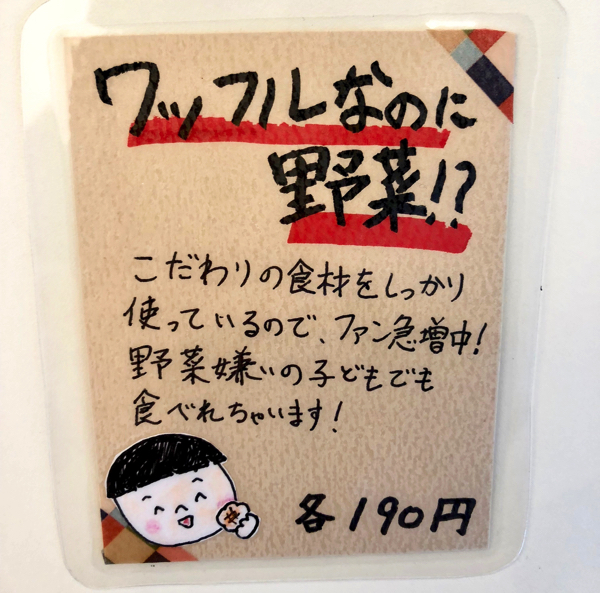 ワッフルなのに
野菜!?
こだわりの食材をしっかり
使っているので、ファン急増中!
野菜嫌いの子どもでも
食べれちゃいます!
各190円